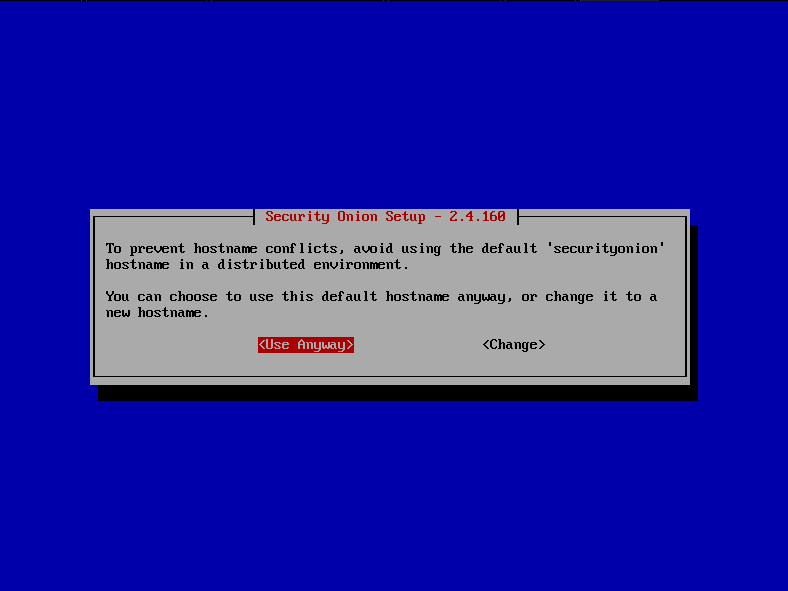 Security Onion Setup - 2.4.160
To prevent hostname conflicts, avoid using the default 'securityonion'
hostname in a distributed environment.
You can choose to use this default hostname anyway, or change it to a
new hostname.
<Use Anyway> <Change>